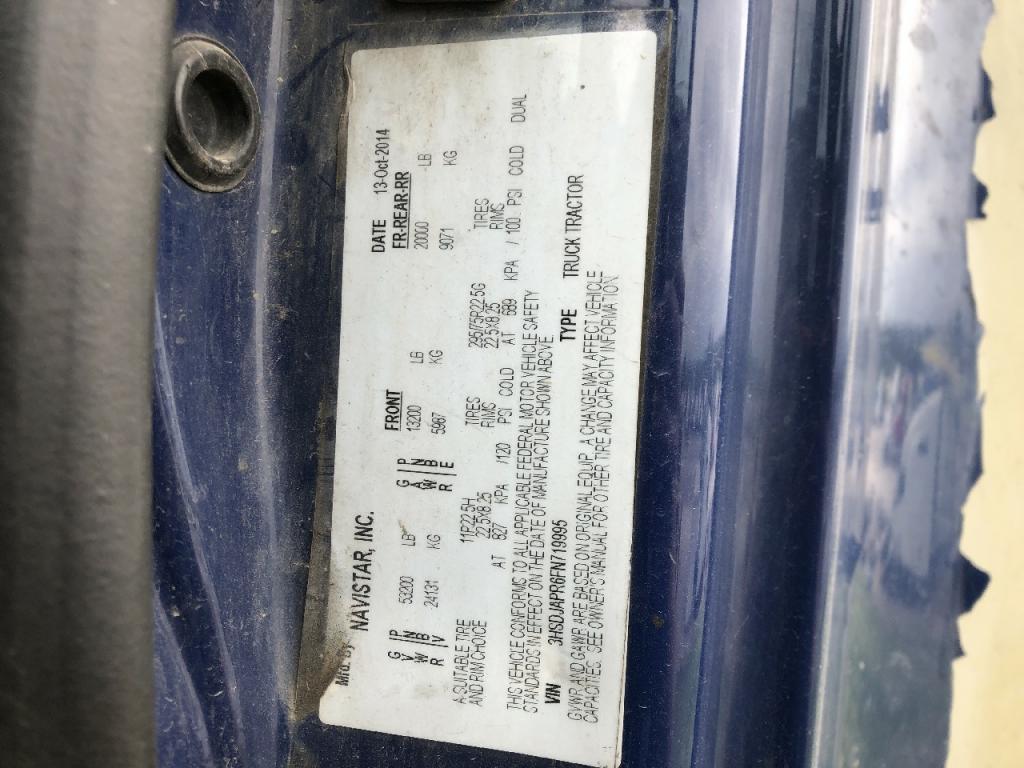 Mfd. By NAVISTAR, INC. DATE 13-Oct-2014
FRONT FR-REAR-RR
G P 53200 LB G P 13200 LB 20000 LB
V N 24131 KG A N 5987 KG 9071 KG
W B W B
R V R E
A-SUITABLE TIRE 11R22.5H TIRES 295/75R22.5G TIRES
AND RIM CHOICE 22.5X8.25 RIMS 22.5X8.25 RIMS
AT 827 KPA /120 PSI COLD AT 689 KPA / 100 PSI COLD DUAL
THIS VEHICLE CONFORMS TO ALL APPLICABLE FEDERAL MOTOR VEHICLE SAFETY
STANDARDS IN EFFECT ON THE DATE OF MANUFACTURE SHOWN ABOVE.
VIN 3HSDJAPR6FN719995 TYPE TRUCK TRACTOR
GVWR AND GAWR ARE BASED ON ORIGINAL EQUIP. A CHANGE MAY AFFECT VEHICLE
CAPACITIES. SEE OWNER'S MANUAL FOR OTHER TIRE AND CAPACITY INFORMATION.